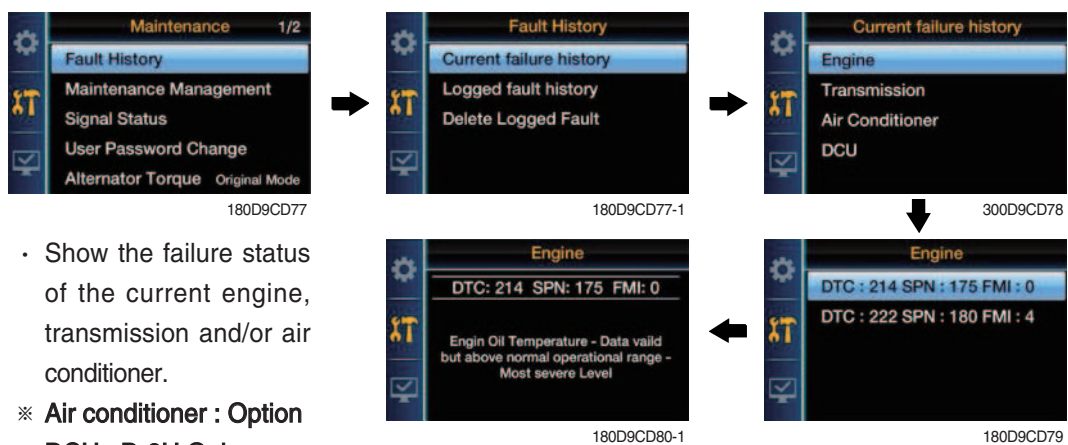 Maintenance 1/2
Fault History
Maintenance Management
Signal Status
User Password Change
Alternator Torque Original Mode
180D9CD77
Fault History
Current failure history
Logged fault history
Delete Logged Fault
180D9CD77-1
Current failure history
Engine
Transmission
Air Conditioner
DCU
300D9CD78
Engine
DTC : 214 SPN : 175 FMI : 0
DTC : 222 SPN : 180 FMI : 4
180D9CD79
Engine
DTC: 214 SPN: 175 FMI: 0
Engin Oil Temperature - Data vaild
but above normal operational range -
Most severe Level
180D9CD80-1
· Show the failure status
of the current engine,
transmission and/or air
conditioner.
※ Air conditioner : Option